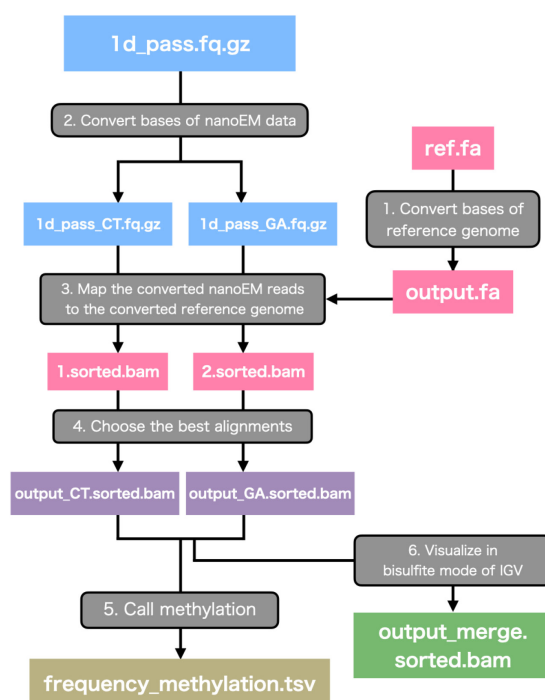 1d_pass.fq.gz
2. Convert bases of nanoEM data
ref.fa
1d_pass_CT.fq.gz
1d_pass_GA.fq.gz
1. Convert bases of
reference genome
3. Map the converted nanoEM reads
to the converted reference genome
output.fa
1.sorted.bam
2.sorted.bam
4. Choose the best alignments
output_CT.sorted.bam
output_GA.sorted.bam
6. Visualize in
bisulfite mode of IGV
5. Call methylation
output_merge.
sorted.bam
frequency_methylation.tsv